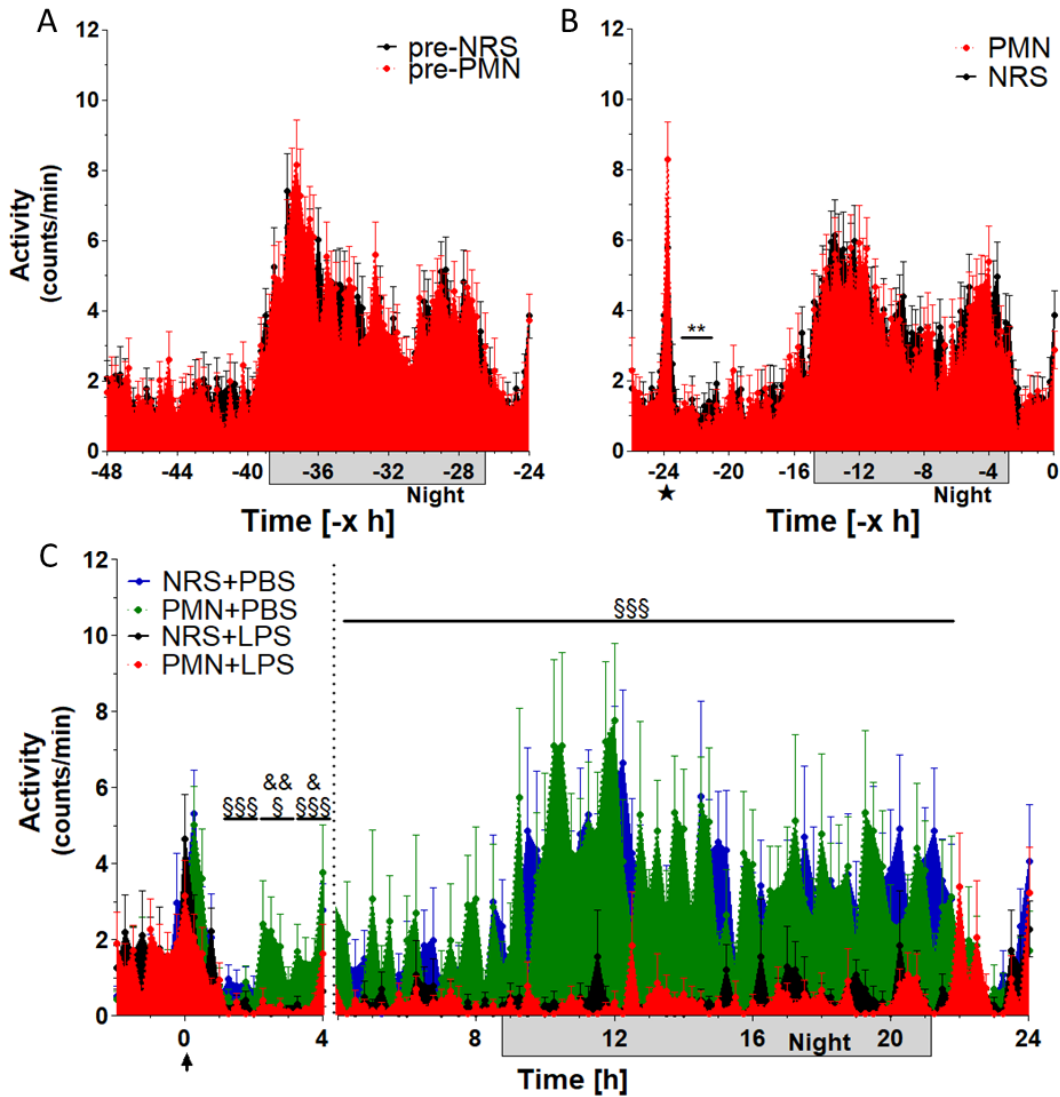 A
12
10
8
6
4
2
0
Activity
(counts/min)
pre-NRS
pre-PMN
-48 -44 -40 -36 -32 -28 -24
Night
Time [-x h]
B
12
10
8
6
4
2
0
PMN
NRS
**
-24 -20 -16 -12 -8 -4 0
★
Night
Time [-x h]
C
12
10
8
6
4
2
0
Activity
(counts/min)
NRS+PBS
PMN+PBS
NRS+LPS
PMN+LPS
§§§
&& &
§§§ § §§§
0 4 8 12 16 20 24
Night
Time [h]